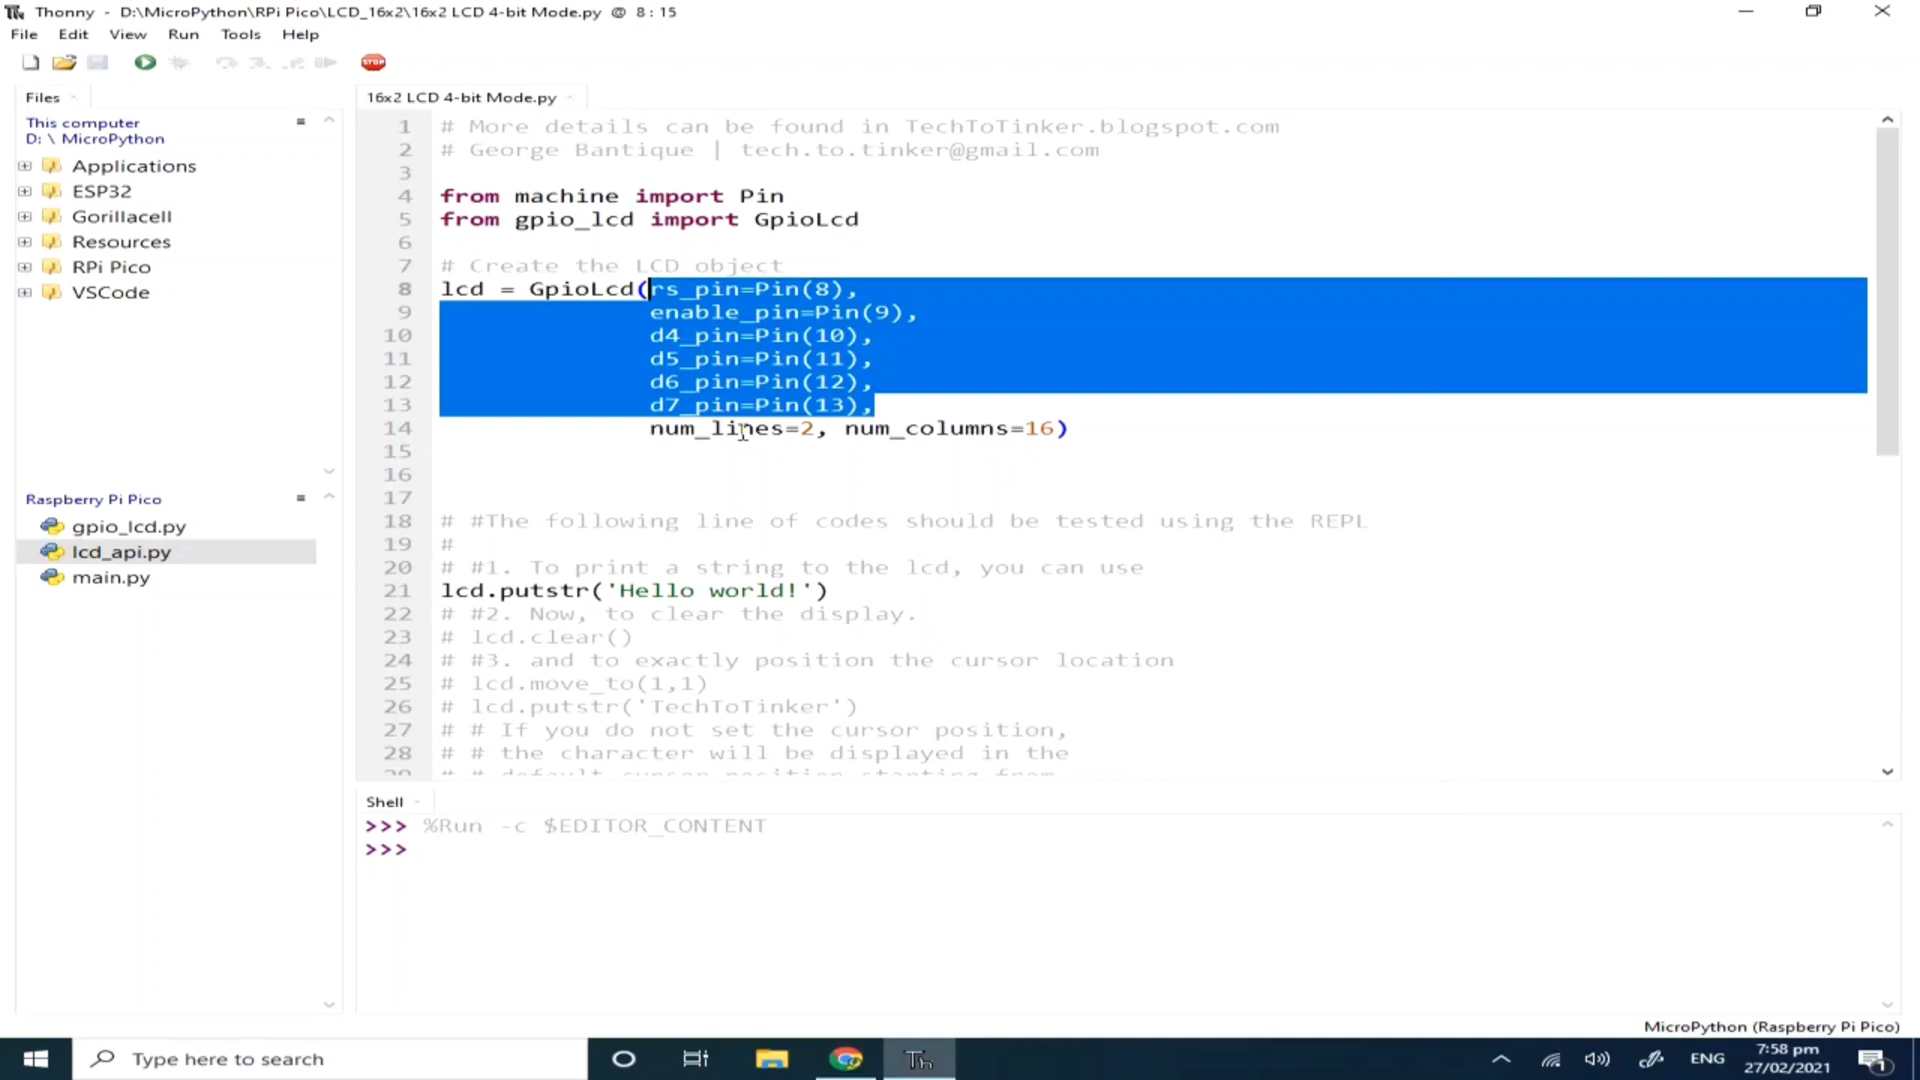 Thonny - D:\MicroPython\RPi Pico\LCD_16x2\16x2 LCD 4-bit Mode.py @ 8 : 15
File Edit View Run Tools Help
STOP
Files
This computer
D: \ MicroPython
Applications
ESP32
Gorillacell
Resources
RPi Pico
VSCode
Raspberry Pi Pico
gpio_lcd.py
lcd_api.py
main.py
16x2 LCD 4-bit Mode.py
1 # More details can be found in TechToTinker.blogspot.com
2 # George Bantique | tech.to.tinker@gmail.com
3
4 from machine import Pin
5 from gpio_lcd import GpioLcd
6
7 # Create the LCD object
8 lcd = GpioLcd(rs_pin=Pin(8),
9 enable_pin=Pin(9),
10 d4_pin=Pin(10),
11 d5_pin=Pin(11),
12 d6_pin=Pin(12),
13 d7_pin=Pin(13),
14 num_lines=2, num_columns=16)
15
16
17
18 # #The following line of codes should be tested using the REPL
19 #
20 # #1. To print a string to the lcd, you can use
21 lcd.putstr('Hello world!')
22 # #2. Now, to clear the display.
23 # lcd.clear()
24 # #3. and to exactly position the cursor location
25 # lcd.move_to(1,1)
26 # lcd.putstr('TechToTinker')
27 # # If you do not set the cursor position,
28 # # the character will be displayed in the
29 # # default cursor position starting from
Shell
>>> %Run -c $EDITOR_CONTENT
>>>
MicroPython (Raspberry Pi Pico)
Type here to search
Th
ENG
7:58 pm
27/02/2021
1